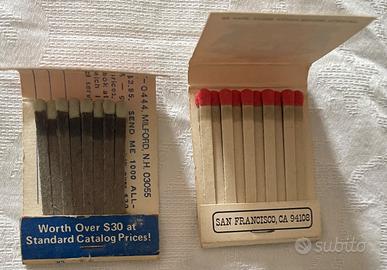 0444, MILFORD, N.H. 03055
SEND ME 1000 ALL-
$2.95.
Worth Over $30 at
Standard Catalog Prices!
SAN FRANCISCO, CA 94108
subito